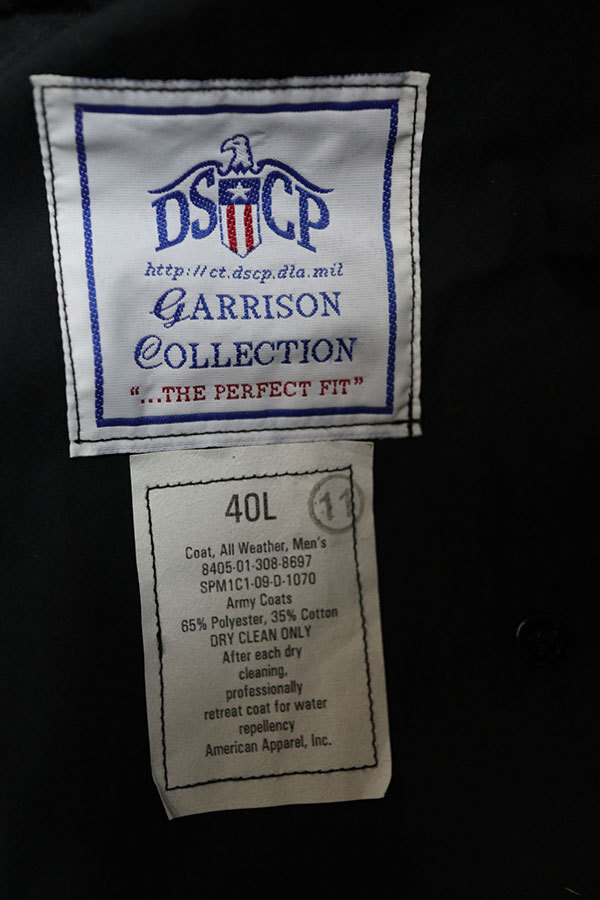 DSCP
http://ct.dscp.dla.mil
GARRISON
COLLECTION
"...THE PERFECT FIT"
40L 11
Coat, All Weather, Men's
8405-01-308-8697
SPM1C1-09-D-1070
Army Coats
65% Polyester, 35% Cotton
DRY CLEAN ONLY
After each dry
cleaning,
professionally
retreat coat for water
repellency
American Apparel, Inc.